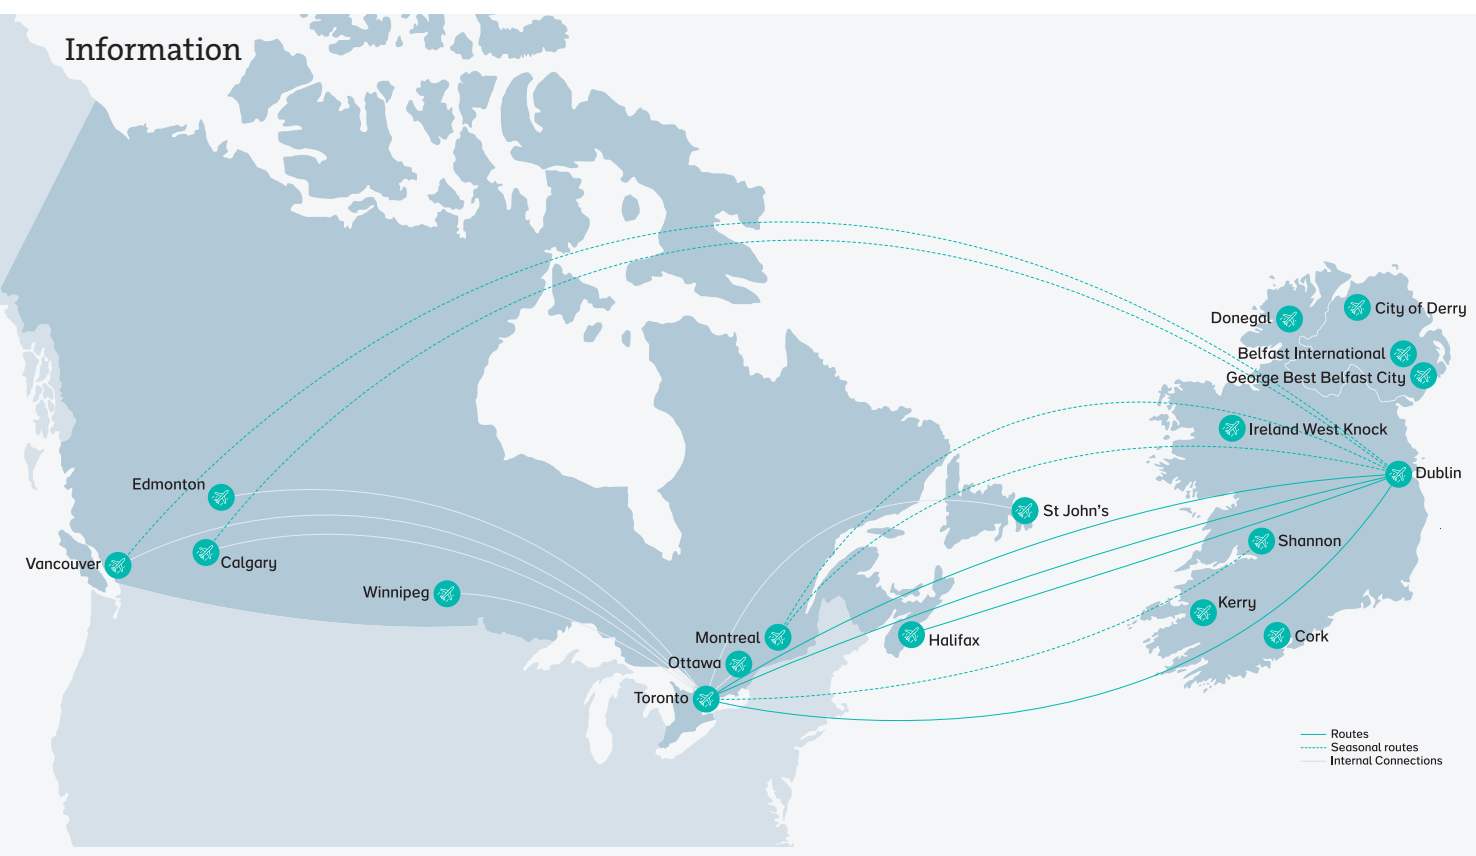 Information
Donegal
City of Derry
Belfast International
George Best Belfast City
Ireland West Knock
Dublin
Edmonton
St John's
Shannon
Vancouver
Calgary
Winnipeg
Kerry
Montreal
Halifax
Cork
Ottawa
Toronto
Routes
Seasonal routes
Internal Connections